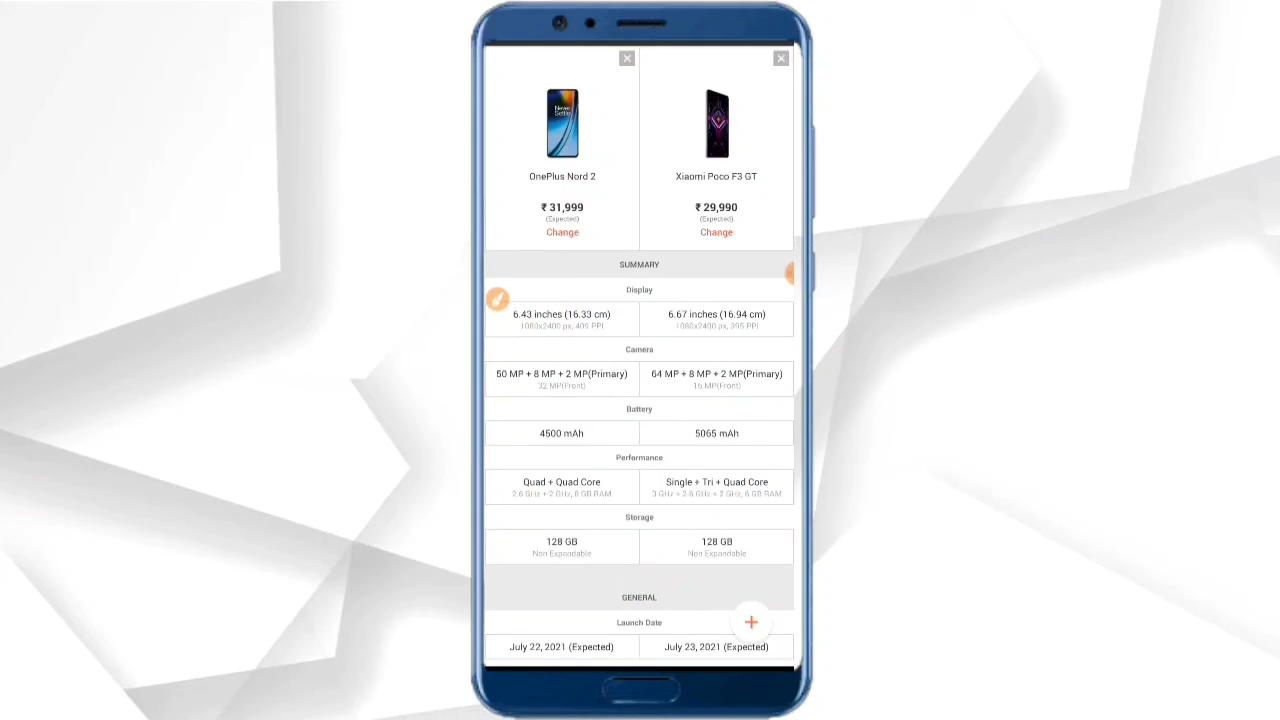 Never
Settle
OnePlus Nord 2
Xiaomi Poco F3 GT
₹ 31,999
₹ 29,990
(Expected)
(Expected)
Change
Change
SUMMARY
Display
6.43 inches (16.33 cm)
6.67 inches (16.94 cm)
1080x2400 px, 409 PPI
1080x2400 px, 395 PPI
Camera
50 MP + 8 MP + 2 MP(Primary)
64 MP + 8 MP + 2 MP(Primary)
32 MP(Front)
16 MP(Front)
Battery
4500 mAh
5065 mAh
Performance
Quad + Quad Core
Single + Tri + Quad Core
2.6 GHz + 2 GHz, 8 GB RAM
3 GHz + 2.6 GHz + 2 GHz, 6 GB RAM
Storage
128 GB
128 GB
Non Expandable
Non Expandable
GENERAL
Launch Date
July 22, 2021 (Expected)
July 23, 2021 (Expected)